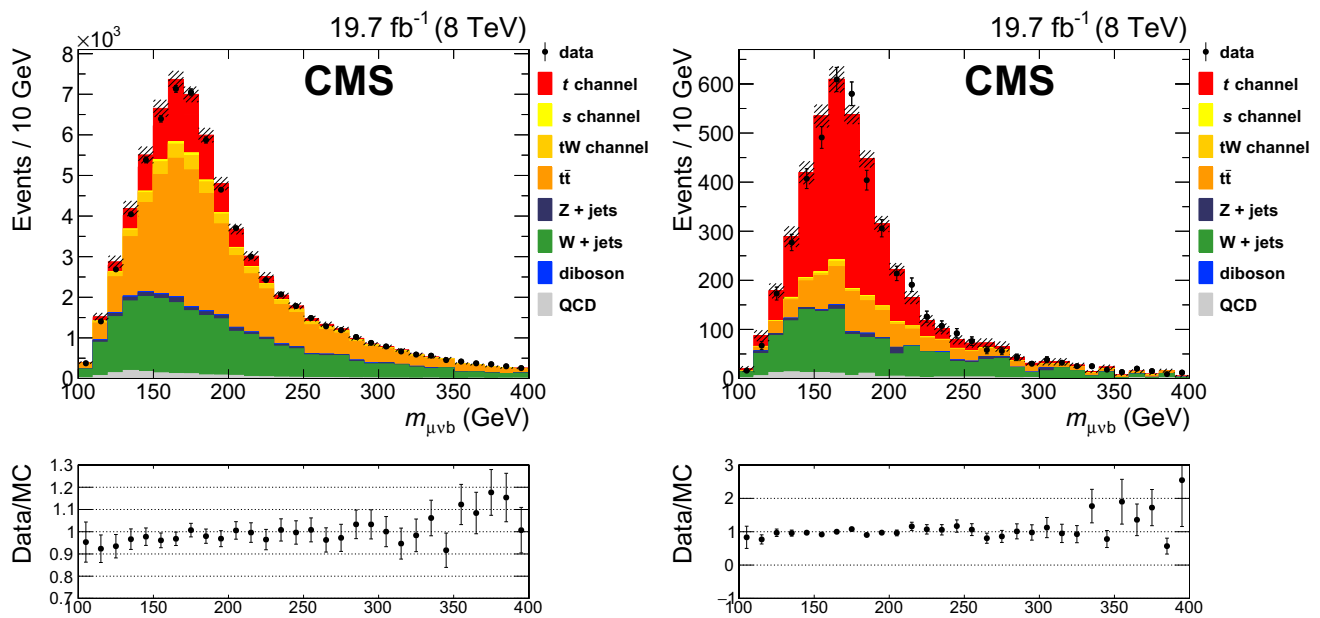 19.7 fb⁻¹ (8 TeV)
×10³
CMS
Events / 10 GeV
8
7
6
5
4
3
2
1
0
100 150 200 250 300 350 400
m_μνb (GeV)
data
t channel
s channel
tW channel
tt̄
Z + jets
W + jets
diboson
QCD
Data/MC
1.3
1.2
1.1
1
0.9
0.8
0.7
100 150 200 250 300 350 400
19.7 fb⁻¹ (8 TeV)
CMS
Events / 10 GeV
600
500
400
300
200
100
0
100 150 200 250 300 350 400
m_μνb (GeV)
data
t channel
s channel
tW channel
tt̄
Z + jets
W + jets
diboson
QCD
Data/MC
3
2
1
0
−1
100 150 200 250 300 350 400